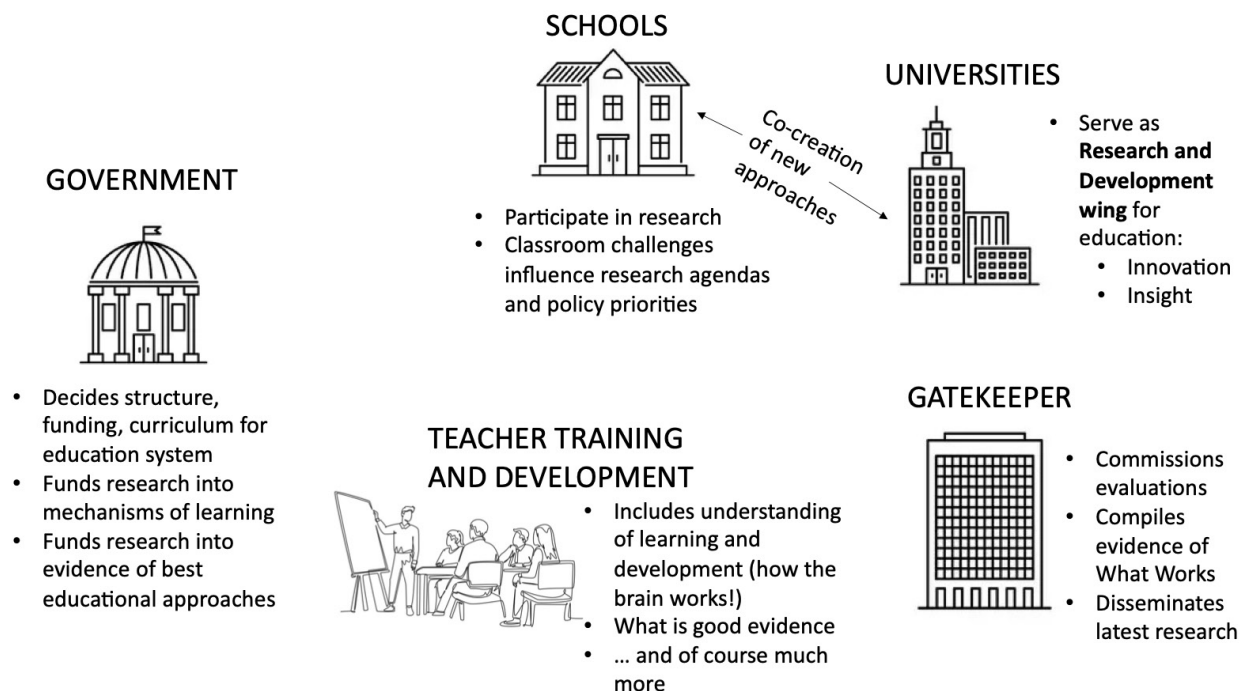 SCHOOLS
• Participate in research
• Classroom challenges
influence research agendas
and policy priorities
Co-creation
of new
approaches
UNIVERSITIES
• Serve as
Research and
Development
wing for
education:
• Innovation
• Insight
GOVERNMENT
• Decides structure,
funding, curriculum for
education system
• Funds research into
mechanisms of learning
• Funds research into
evidence of best
educational approaches
TEACHER TRAINING
AND DEVELOPMENT
• Includes understanding
of learning and
development (how the
brain works!)
• What is good evidence
• … and of course much
more
GATEKEEPER
• Commissions
evaluations
• Compiles
evidence of
What Works
• Disseminates
latest research